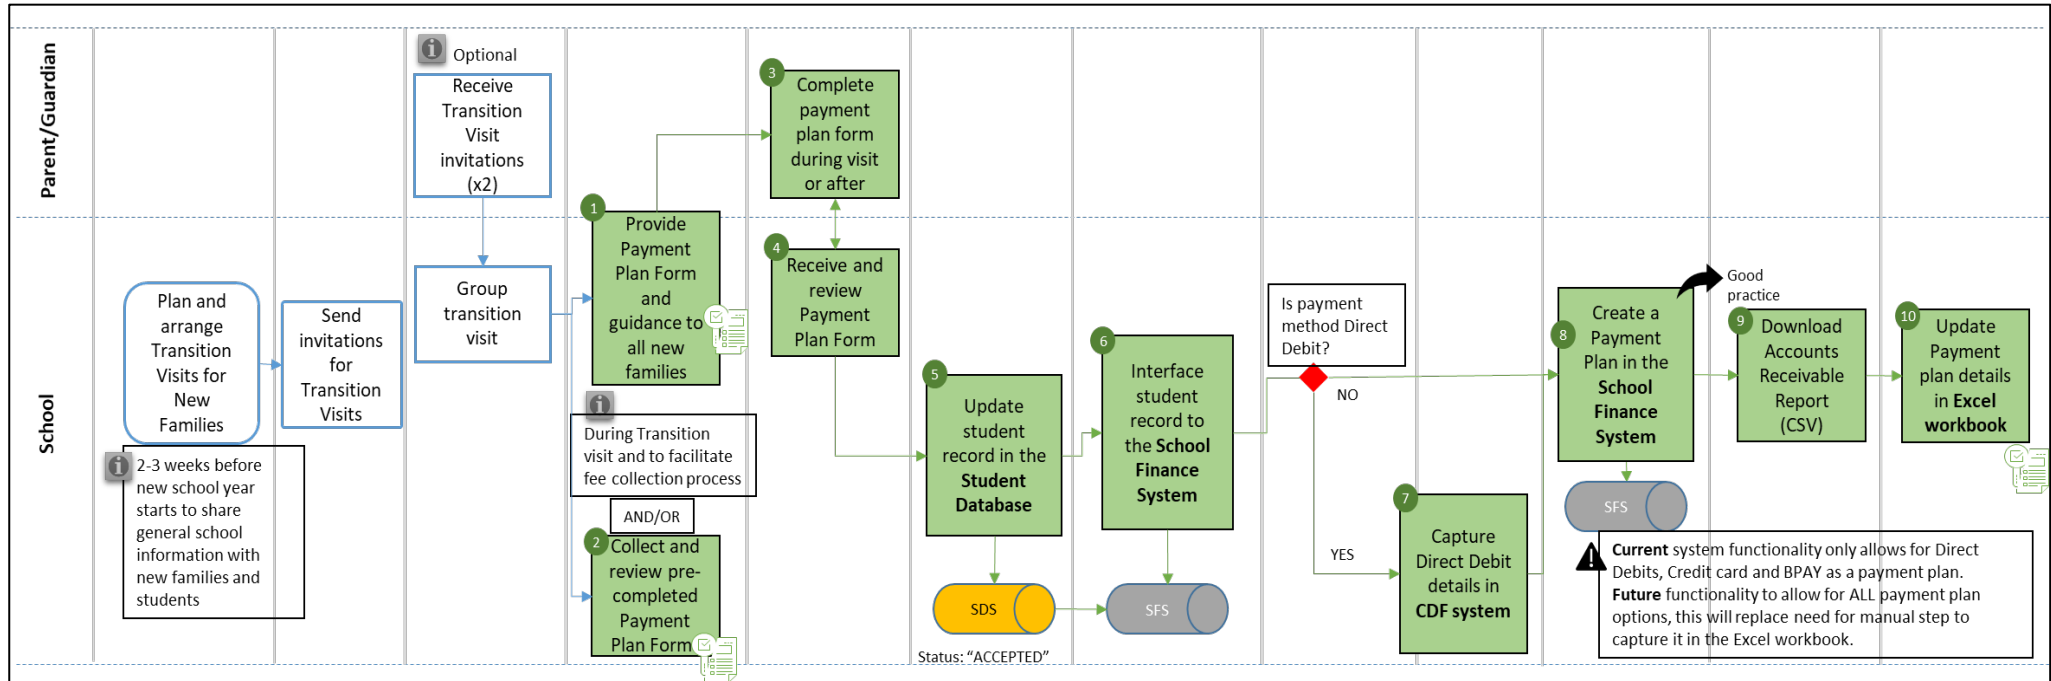 Parent/Guardian
School
Plan and
arrange
Transition
Visits for
New
Families
2-3 weeks before
new school year
starts to share
general school
information with
new families and
students
Send
invitations
for
Transition
Visits
Optional
Receive
Transition
Visit
invitations
(x2)
Group
transition
visit
1
Provide
Payment
Plan Form
and
guidance to
all new
families
During Transition
visit and to facilitate
fee collection process
AND/OR
2
Collect and
review pre-
completed
Payment
Plan Form
3
Complete
payment
plan form
during visit
or after
4
Receive and
review
Payment
Plan Form
5
Update
student
record in the
Student
Database
SDS
Status: “ACCEPTED”
6
Interface
student
record to
the School
Finance
System
SFS
Is payment
method Direct
Debit?
NO
YES
7
Capture
Direct Debit
details in
CDF system
8
Create a
Payment
Plan in the
School
Finance
System
Good
practice
SFS
9
Download
Accounts
Receivable
Report
(CSV)
10
Update
Payment
plan details
in Excel
workbook
Current system functionality only allows for Direct
Debits, Credit card and BPAY as a payment plan.
Future functionality to allow for ALL payment plan
options, this will replace need for manual step to
capture it in the Excel workbook.